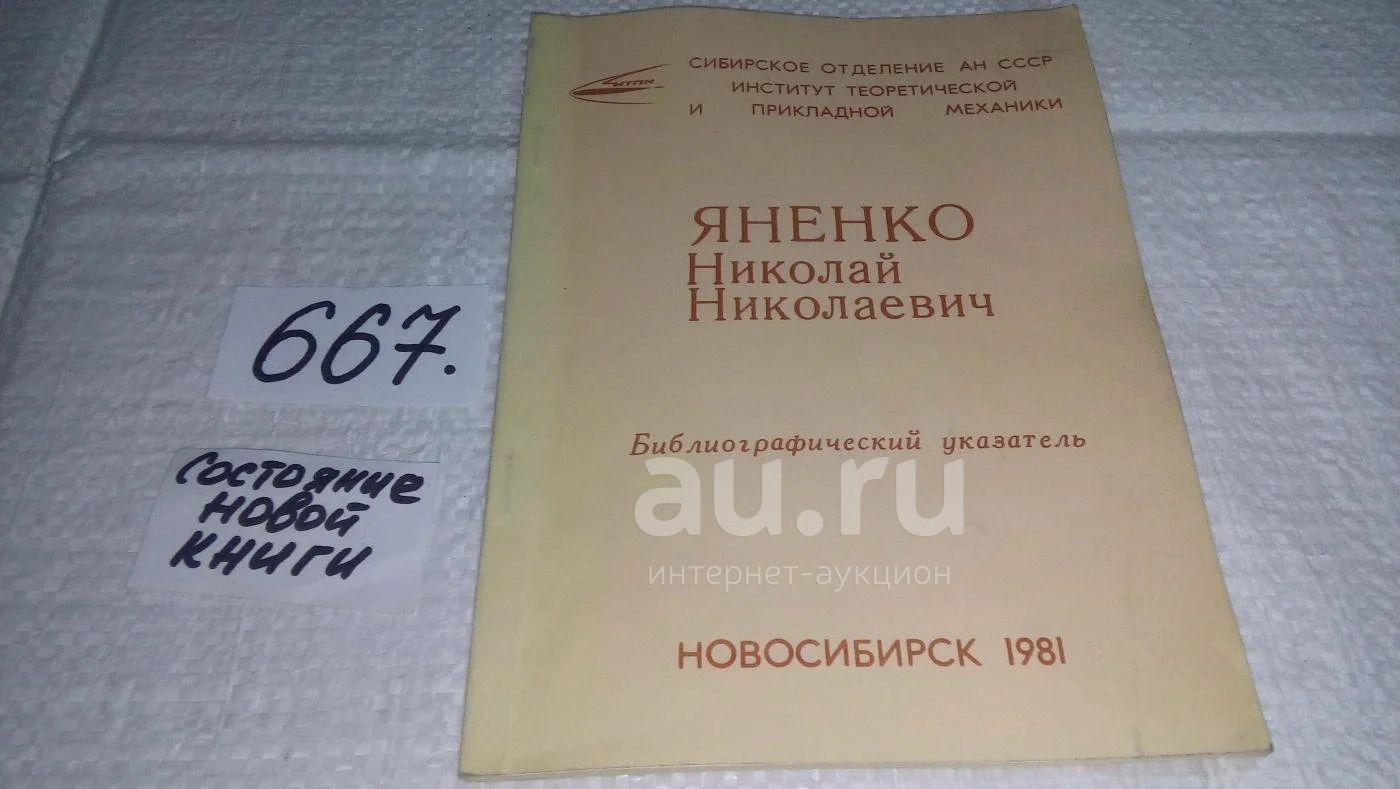 ИТПМ
СИБИРСКОЕ ОТДЕЛЕНИЕ АН СССР
ИНСТИТУТ ТЕОРЕТИЧЕСКОЙ
И ПРИКЛАДНОЙ МЕХАНИКИ
ЯНЕНКО
Николай
Николаевич
Библиографический указатель
НОВОСИБИРСК 1981
667.
СОСТОЯНИЕ
НОВОЙ
КНИГИ
au.ru
интернет-аукцион